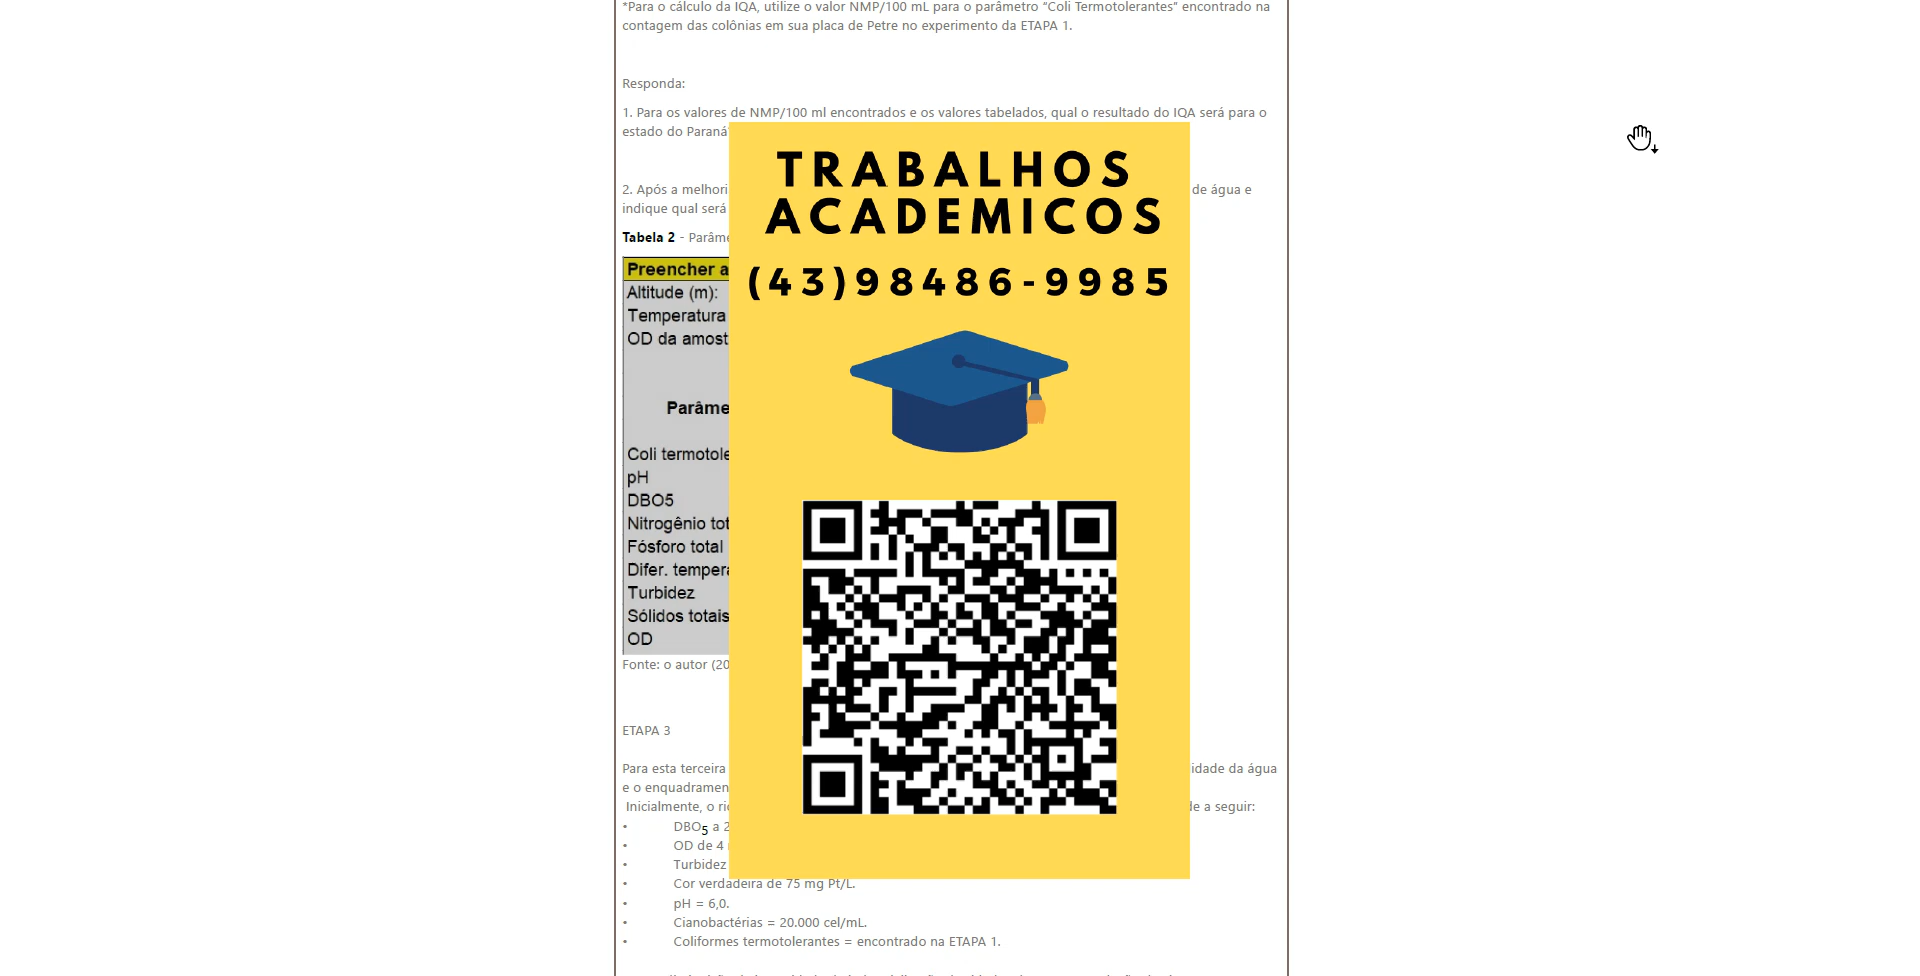 *Para o cálculo da IQA, utilize o valor NMP/100 mL para o parâmetro “Coli Termotolerantes” encontrado na
contagem das colônias em sua placa de Petre no experimento da ETAPA 1.
Responda:
1. Para os valores de NMP/100 ml encontrados e os valores tabelados, qual o resultado do IQA será para o
estado do Paraná
2. Após a melhori
de água e
indique qual será
Tabela 2 - Parâme
Preencher a
Altitude (m):
Temperatura
OD da amost
Parâme
Coli termotole
pH
DBO5
Nitrogênio tot
Fósforo total
Difer. tempera
Turbidez
Sólidos totais
OD
Fonte: o autor (20
TRABALHOS
ACADEMICOS
(43)98486-9985
ETAPA 3
Para esta terceira
idade da água
e o enquadramen
Inicialmente, o rio
de a seguir:
• DBO5 a 2
• OD de 4
• Turbidez
• Cor verdadeira de 75 mg Pt/L.
• pH = 6,0.
• Cianobactérias = 20.000 cel/mL.
• Coliformes termotolerantes = encontrado na ETAPA 1.